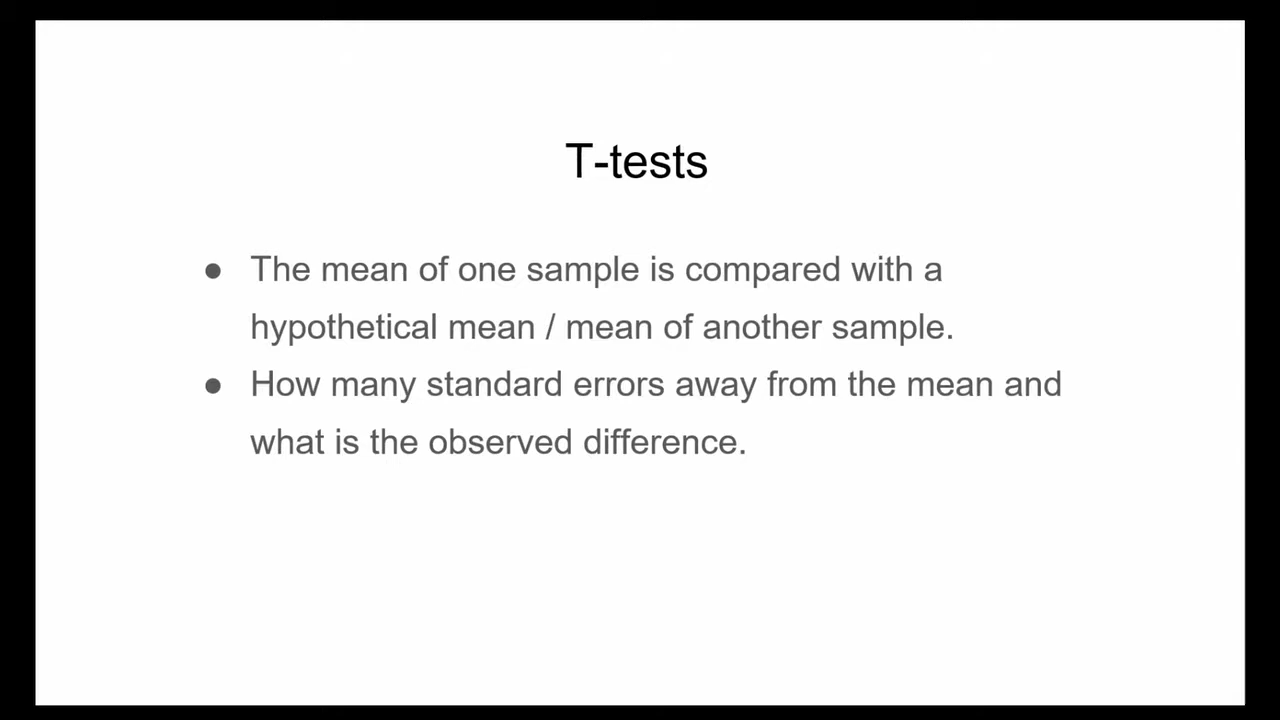 T-tests
● The mean of one sample is compared with a
hypothetical mean / mean of another sample.
● How many standard errors away from the mean and
what is the observed difference.